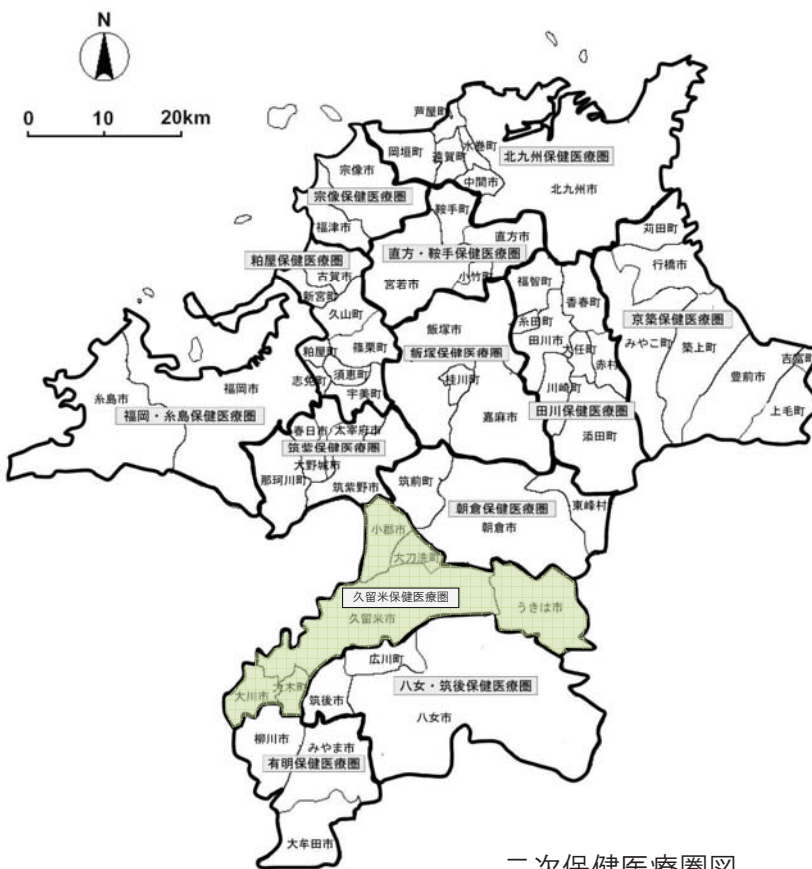 N
0 10 20km
芦屋町
岡垣町
遠賀町
水巻町
北九州保健医療圏
宗像市
中間市
北九州市
宗像保健医療圏
鞍手町
福津市
苅田町
直方市
粕屋保健医療圏
直方・鞍手保健医療圏
行橋市
古賀市
宮若市
小竹町
福智町
新宮町
香春町
久山町
飯塚市
糸田町
京築保健医療圏
田川市
みやこ町
築上町
粕屋町
篠栗町
飯塚保健医療圏
大任町
赤村
吉富町
糸島市
福岡市
志免町
須恵町
桂川町
川崎町
豊前市
宇美町
嘉麻市
田川保健医療圏
上毛町
福岡・糸島保健医療圏
春日市
太宰府市
添田町
筑紫保健医療圏
大野城市
那珂川町
筑紫野市
筑前町
朝倉保健医療圏
東峰村
小郡市
朝倉市
大刀洗町
久留米保健医療圏
うきは市
久留米市
広川町
大川市
大木町
筑後市
八女・筑後保健医療圏
八女市
柳川市
みやま市
有明保健医療圏
大牟田市
二次保健医療圏図